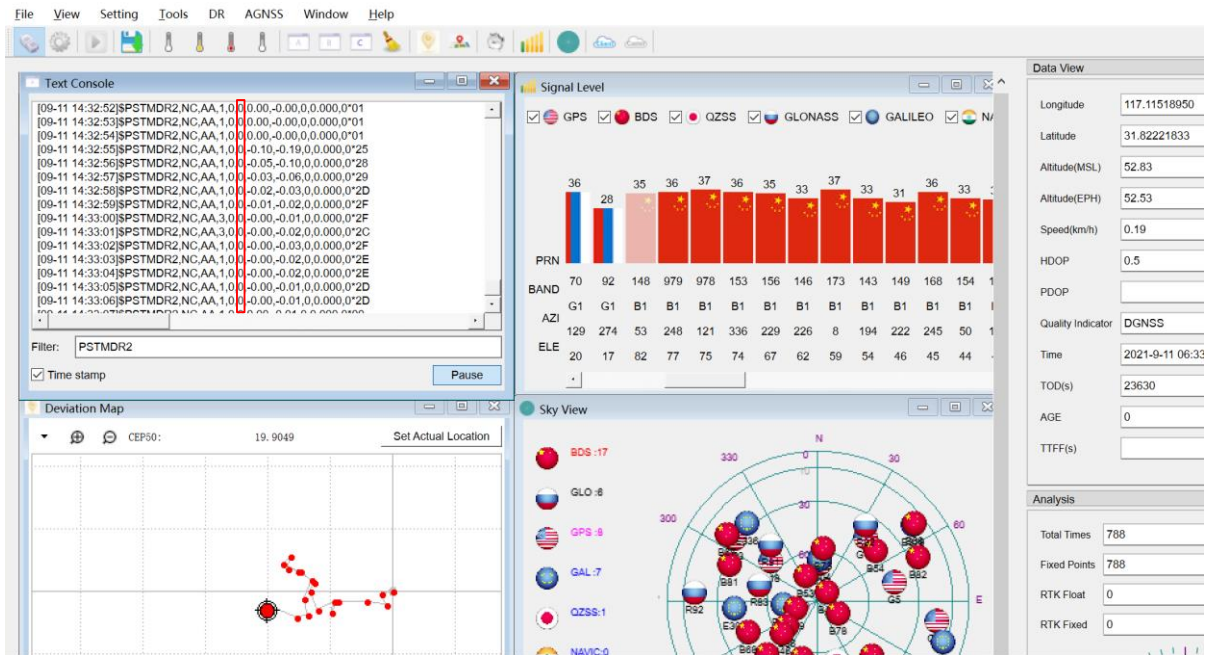 File View Setting Tools DR AGNSS Window Help
A B C
Text Console
[09-11 14:32:52]$PSTMDR2,NC,AA,1,0,0,0.00,-0.00,0,0.000,0*01
[09-11 14:32:53]$PSTMDR2,NC,AA,1,0,0,0.00,-0.00,0,0.000,0*01
[09-11 14:32:54]$PSTMDR2,NC,AA,1,0,0,0.00,-0.00,0,0.000,0*01
[09-11 14:32:55]$PSTMDR2,NC,AA,1,0,0,-0.10,-0.19,0,0.000,0*25
[09-11 14:32:56]$PSTMDR2,NC,AA,1,0,0,-0.05,-0.10,0,0.000,0*28
[09-11 14:32:57]$PSTMDR2,NC,AA,1,0,0,-0.03,-0.06,0,0.000,0*29
[09-11 14:32:58]$PSTMDR2,NC,AA,1,0,0,-0.02,-0.03,0,0.000,0*2D
[09-11 14:32:59]$PSTMDR2,NC,AA,1,0,0,-0.01,-0.02,0,0.000,0*2F
[09-11 14:33:00]$PSTMDR2,NC,AA,3,0,0,-0.00,-0.01,0,0.000,0*2F
[09-11 14:33:01]$PSTMDR2,NC,AA,3,0,0,-0.00,-0.02,0,0.000,0*2C
[09-11 14:33:02]$PSTMDR2,NC,AA,1,0,0,-0.00,-0.03,0,0.000,0*2F
[09-11 14:33:03]$PSTMDR2,NC,AA,1,0,0,-0.00,-0.02,0,0.000,0*2E
[09-11 14:33:04]$PSTMDR2,NC,AA,1,0,0,-0.00,-0.02,0,0.000,0*2E
[09-11 14:33:05]$PSTMDR2,NC,AA,1,0,0,-0.00,-0.01,0,0.000,0*2D
[09-11 14:33:06]$PSTMDR2,NC,AA,1,0,0,-0.00,-0.01,0,0.000,0*2D
Filter: PSTMDR2
Time stamp Pause
Signal Level
GPS BDS QZSS GLONASS GALILEO
36 28 35 36 37 36 35 33 37 33 31 36 33
PRN 70 92 148 979 978 153 156 146 173 143 149 168 154
BAND G1 G1 B1 B1 B1 B1 B1 B1 B1 B1 B1 B1 B1
AZI 129 274 53 248 121 336 229 226 8 194 222 245 50
ELE 20 17 82 77 75 74 67 62 59 54 46 45 44
Deviation Map
CEP50: 19.9049 Set Actual Location
Sky View
BDS :17
GLO :6
GPS :8
GAL :7
QZSS:1
NAVIC:0
N
330 0 30
10
30
300 60
60
E
B81 B54 B82
R92 R83 B53 G5
B78
Data View
Longitude 117.11518950
Latitude 31.82221833
Altitude(MSL) 52.83
Altitude(EPH) 52.53
Speed(km/h) 0.19
HDOP 0.5
PDOP
Quality Indicator DGNSS
Time 2021-9-11 06:33
TOD(s) 23630
AGE 0
TTFF(s)
Analysis
Total Times 788
Fixed Points 788
RTK Float 0
RTK Fixed 0